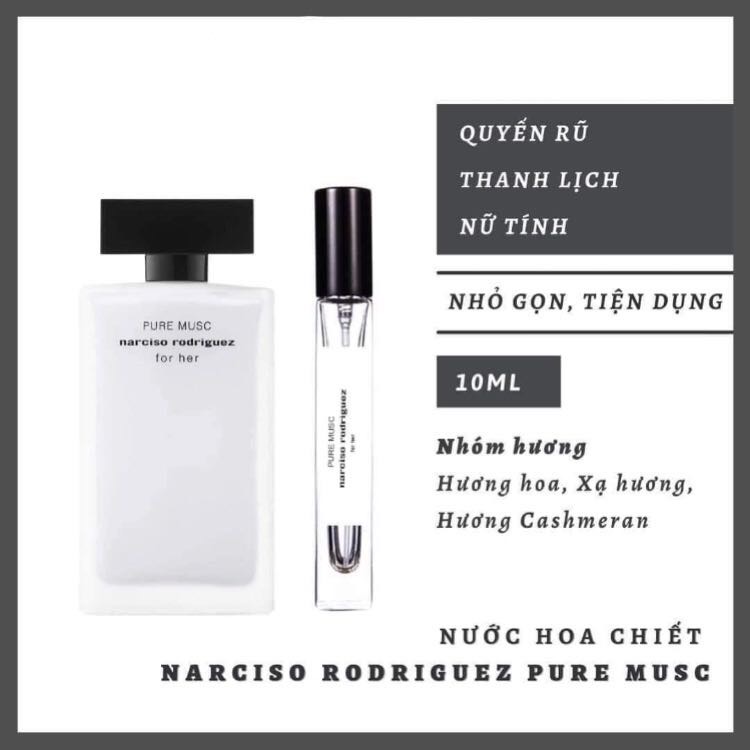 QUYẾN RŨ
THANH LỊCH
NỮ TÍNH
NHỎ GỌN, TIỆN DỤNG
10ML
Nhóm hương
Hương hoa, Xạ hương,
Hương Cashmeran
PURE MUSC
narciso rodriguez
for her
PURE MUSC
narciso rodriguez
for her
NƯỚC HOA CHIẾT
NARCISO RODRIGUEZ PURE MUSC